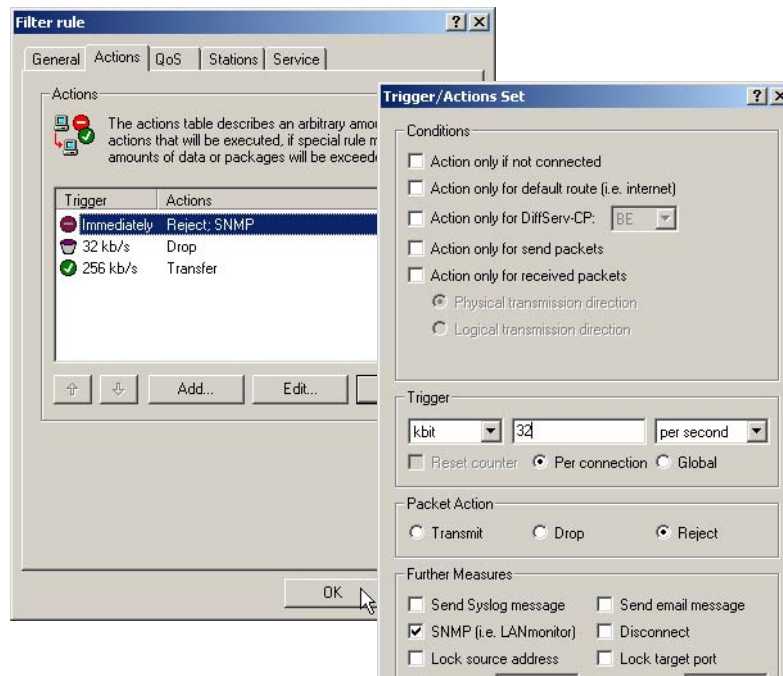 Filter rule
General Actions QoS Stations Service
Actions
The actions table describes an arbitrary
actions that will be executed, if special rule
amounts of data or packages will be
Trigger Actions
Immediately Reject; SNMP
32 kb/s Drop
256 kb/s Transfer
Add... Edit...
OK
Trigger/Actions Set
Conditions
Action only if not connected
Action only for default route (i.e. internet)
Action only for DiffServ-CP: BE
Action only for send packets
Action only for received packets
Physical transmission direction
Logical transmission direction
Trigger
kbit 32 per second
Reset counter Per connection Global
Packet Action
Transmit Drop Reject
Further Measures
Send Syslog message Send email message
SNMP (i.e. LANmonitor) Disconnect
Lock source address Lock target port